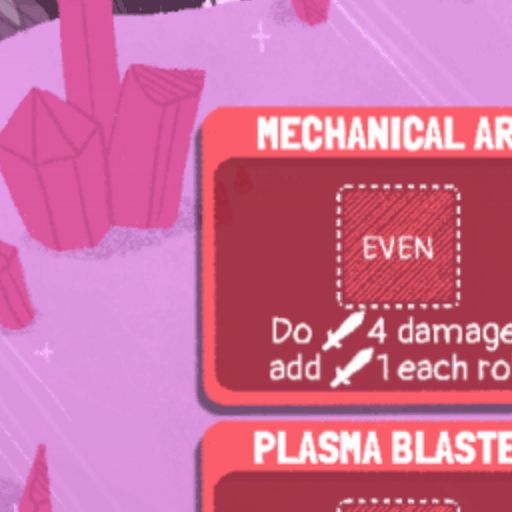 MECHANICAL AR
EVEN
Do 4 damage
add 1 each ro
PLASMA BLASTE